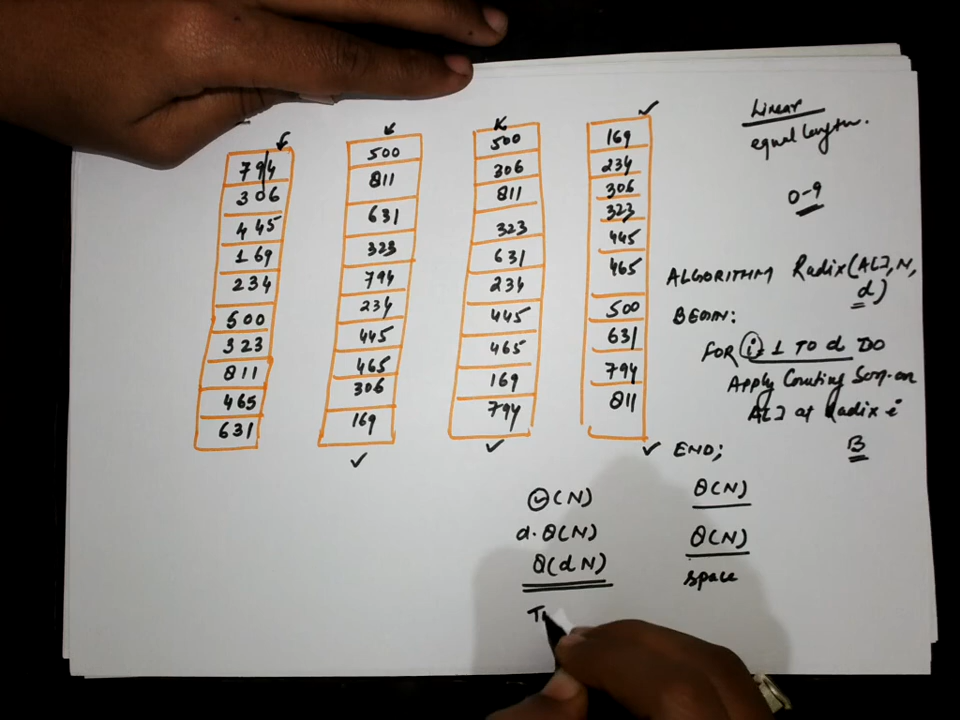 794
306
445
169
234
500
323
811
465
631
500
811
631
323
794
234
445
465
306
169
500
306
811
323
631
234
445
465
169
794
169
234
306
323
445
465
500
631
794
811
Linear
equal length.
0-9
ALGORITHM Radix(A[], N,
d)
BEGIN:
FOR i=1 TO d DO
Apply Counting Sort on
A[] at Radix i
END;
B
θ(N)
d.θ(N)
θ(dN)
θ(N)
θ(N)
space